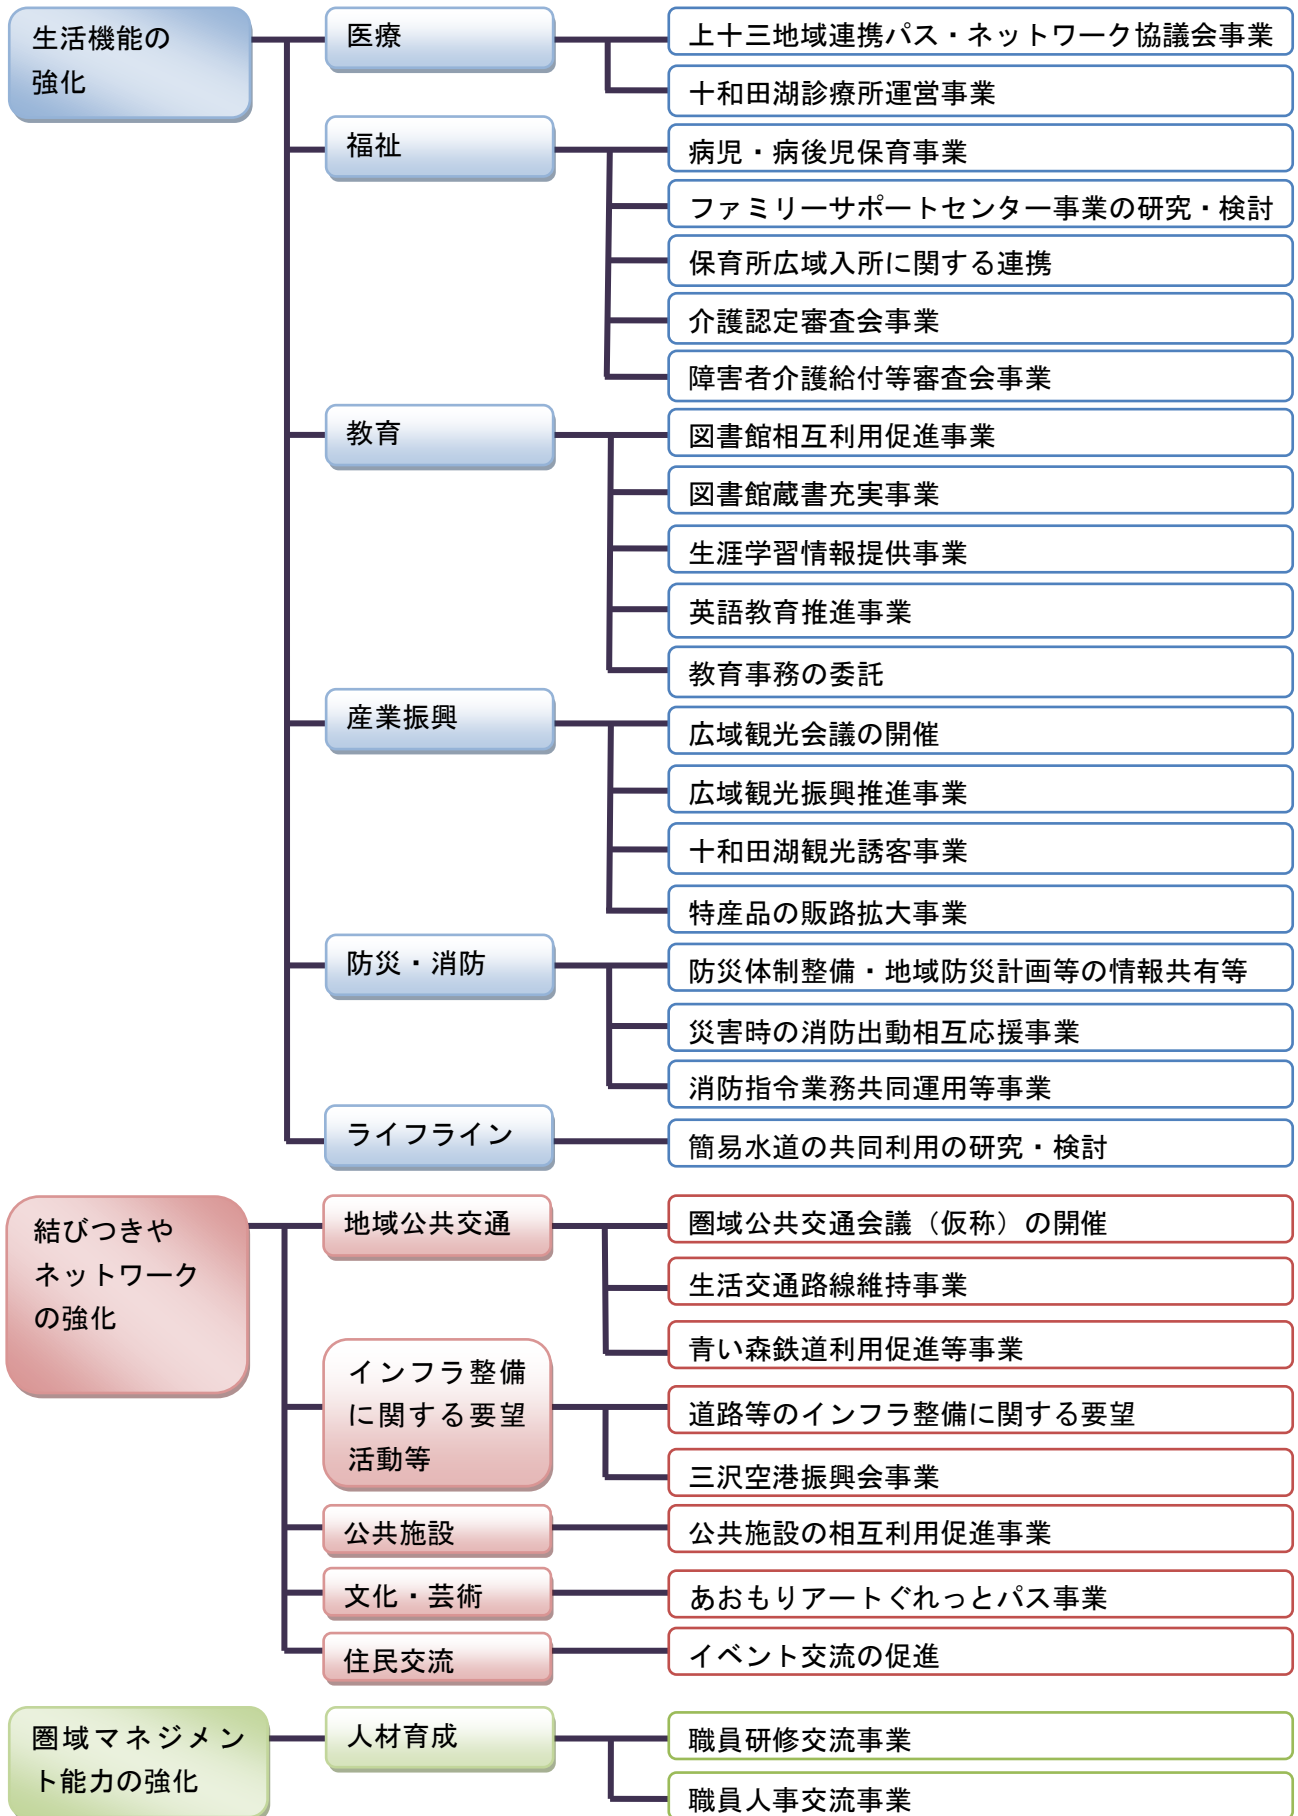 生活機能の
強化
医療
上十三地域連携パス・ネットワーク協議会事業
十和田湖診療所運営事業
福祉
病児・病後児保育事業
ファミリーサポートセンター事業の研究・検討
保育所広域入所に関する連携
介護認定審査会事業
障害者介護給付等審査会事業
教育
図書館相互利用促進事業
図書館蔵書充実事業
生涯学習情報提供事業
英語教育推進事業
教育事務の委託
産業振興
広域観光会議の開催
広域観光振興推進事業
十和田湖観光誘客事業
特産品の販路拡大事業
防災・消防
防災体制整備・地域防災計画等の情報共有等
災害時の消防出動相互応援事業
消防指令業務共同運用等事業
ライフライン
簡易水道の共同利用の研究・検討
結びつきや
ネットワーク
の強化
地域公共交通
圏域公共交通会議（仮称）の開催
生活交通路線維持事業
青い森鉄道利用促進等事業
インフラ整備
に関する要望
活動等
道路等のインフラ整備に関する要望
三沢空港振興会事業
公共施設
公共施設の相互利用促進事業
文化・芸術
あおもりアートぐれっとパス事業
住民交流
イベント交流の促進
圏域マネジメン
ト能力の強化
人材育成
職員研修交流事業
職員人事交流事業